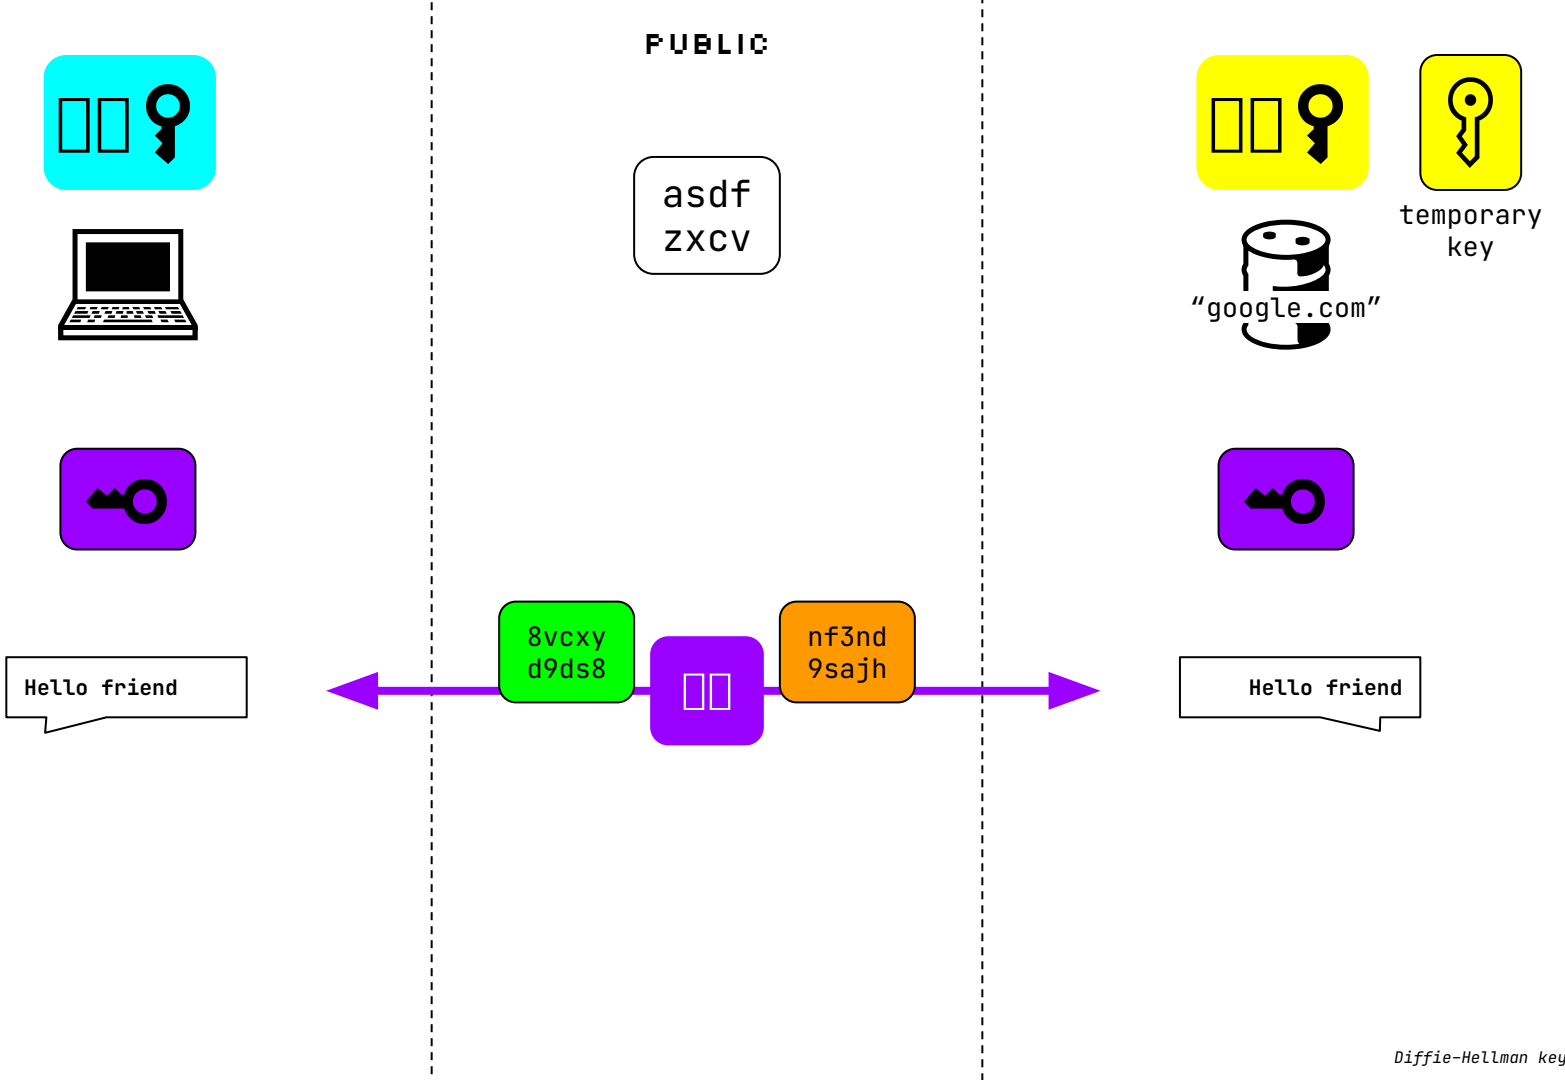 PUBLIC
asdf
zxcv
temporary
key
“google.com”
8vcxy
d9ds8
nf3nd
9sajh
Hello friend
Hello friend
Diffie-Hellman key